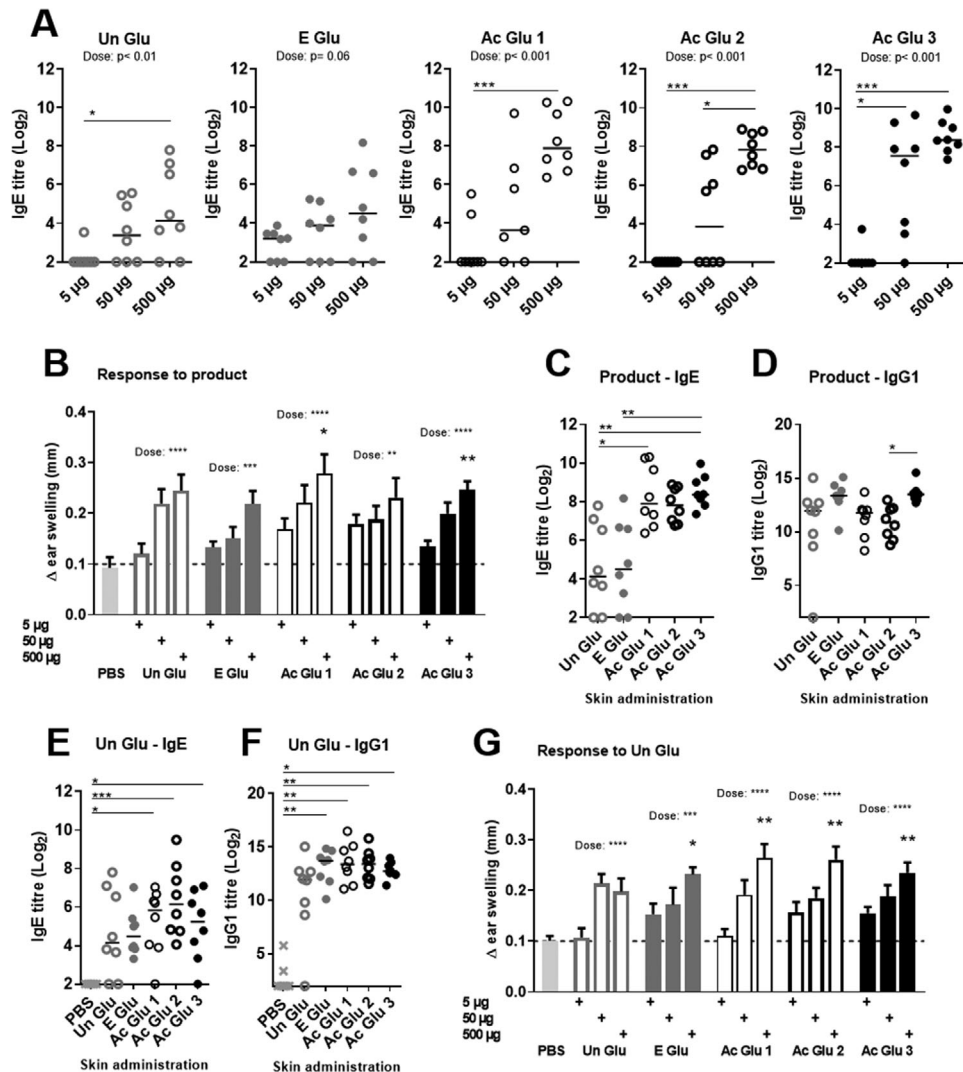 A
Un Glu
Dose: p< 0.01
E Glu
Dose: p= 0.06
Ac Glu 1
Dose: p< 0.001
Ac Glu 2
Dose: p< 0.001
Ac Glu 3
Dose: p< 0.001
IgE titre (Log2)
12
10
8
6
4
2
*
5 µg
50 µg
500 µg
IgE titre (Log2)
12
10
8
6
4
2
5 µg
50 µg
500 µg
IgE titre (Log2)
12
10
8
6
4
2
***
5 µg
50 µg
500 µg
IgE titre (Log2)
12
10
8
6
4
2
***
*
5 µg
50 µg
500 µg
IgE titre (Log2)
12
10
8
6
4
2
***
*
5 µg
50 µg
500 µg
B
Response to product
Δ ear swelling (mm)
0.4
0.3
0.2
0.1
0.0
Dose: ****
Dose: ***
Dose: ****
*
Dose: **
Dose: ****
**
5 µg + + + + +
50 µg + + + + +
500 µg + + + + +
PBS Un Glu E Glu Ac Glu 1 Ac Glu 2 Ac Glu 3
C
Product - IgE
IgE titre (Log2)
12
10
8
6
4
2
**
**
*
Un Glu
E Glu
Ac Glu 1
Ac Glu 2
Ac Glu 3
Skin administration
D
Product - IgG1
IgG1 titre (Log2)
20
15
10
5
*
Un Glu
E Glu
Ac Glu 1
Ac Glu 2
Ac Glu 3
Skin administration
E
Un Glu - IgE
IgE titre (Log2)
12
10
8
6
4
2
*
***
*
PBS
Un Glu
E Glu
Ac Glu 1
Ac Glu 2
Ac Glu 3
Skin administration
F
Un Glu - IgG1
IgG1 titre (Log2)
20
15
10
5
*
**
**
**
PBS
Un Glu
E Glu
Ac Glu 1
Ac Glu 2
Ac Glu 3
Skin administration
G
Response to Un Glu
Δ ear swelling (mm)
0.4
0.3
0.2
0.1
0.0
Dose: ****
Dose: ***
*
Dose: ****
**
Dose: ****
**
Dose: ****
**
5 µg + + + + +
50 µg + + + + +
500 µg + + + + +
PBS Un Glu E Glu Ac Glu 1 Ac Glu 2 Ac Glu 3